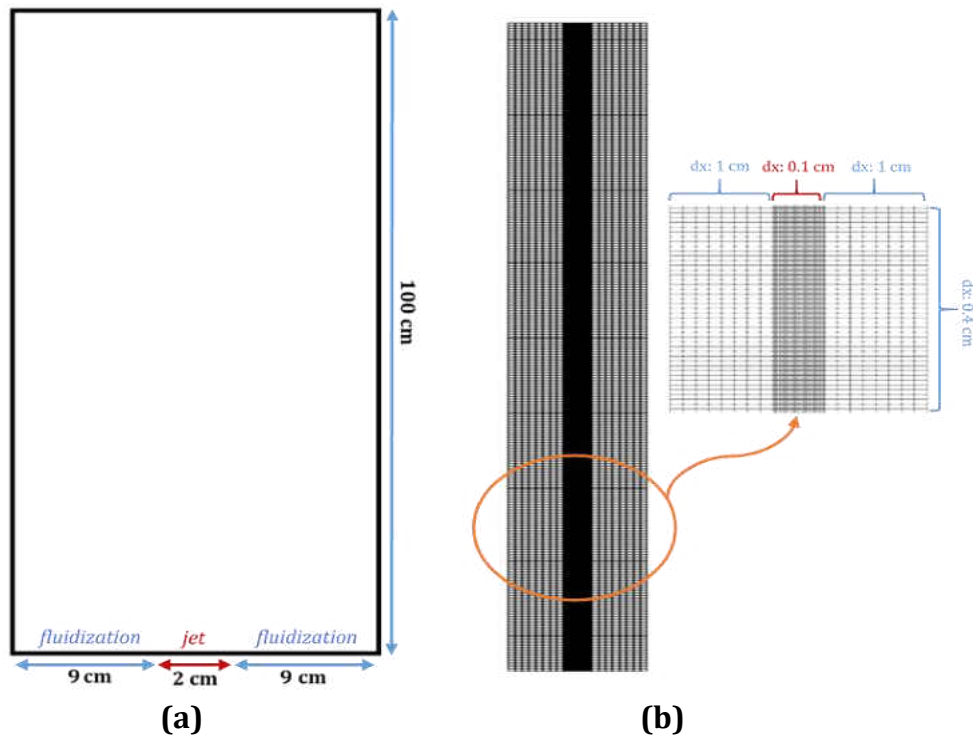 100 cm
fluidization
jet
fluidization
9 cm
2 cm
9 cm
(a)
dx: 1 cm
dx: 0.1 cm
dx: 1 cm
dx: 0.4 cm
(b)